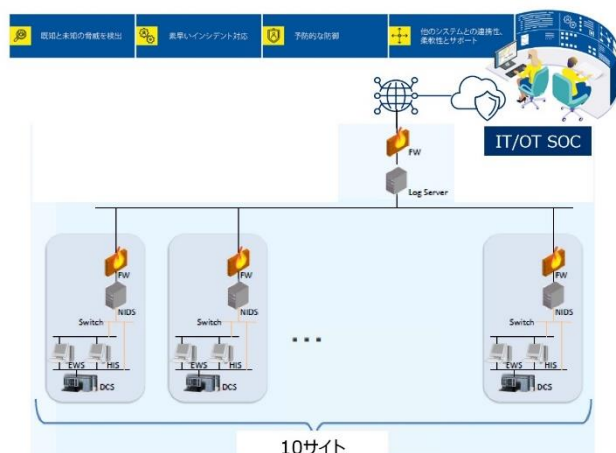 既知と未知の脅威を検出
素早いインシデント対応
予防的な防御
他のシステムとの連携性、
柔軟性とサポート
IT/OT SOC
FW
Log Server
FW
FW
FW
NIDS
NIDS
NIDS
Switch
Switch
Switch
EWS
HIS
EWS
HIS
EWS
HIS
DCS
DCS
DCS
...
10サイト